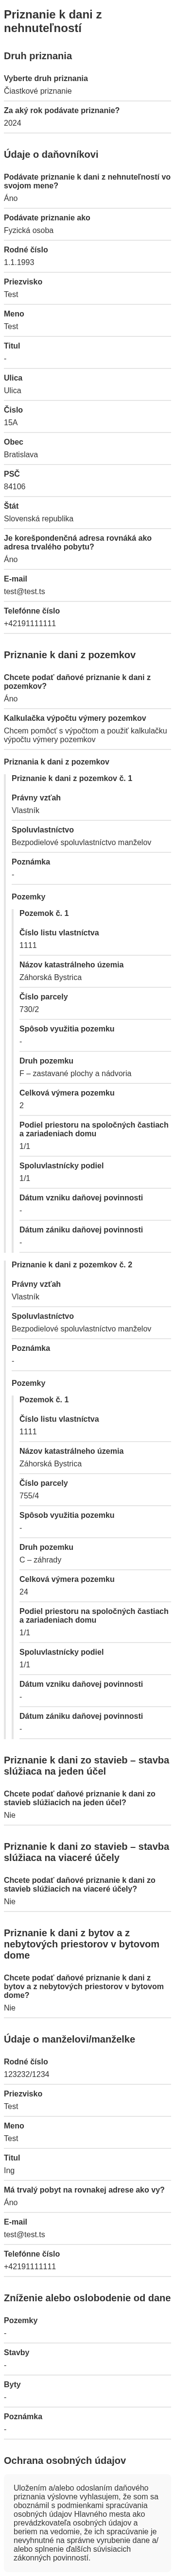 Priznanie k dani z
nehnuteľností
Druh priznania
Vyberte druh priznania
Čiastkové priznanie
Za aký rok podávate priznanie?
2024
Údaje o daňovníkovi
Podávate priznanie k dani z nehnuteľností vo
svojom mene?
Áno
Podávate priznanie ako
Fyzická osoba
Rodné číslo
1.1.1993
Priezvisko
Test
Meno
Test
Titul
-
Ulica
Ulica
Číslo
15A
Obec
Bratislava
PSČ
84106
Štát
Slovenská republika
Je korešpondenčná adresa rovnáká ako
adresa trvalého pobytu?
Áno
E-mail
test@test.ts
Telefónne číslo
+42191111111
Priznanie k dani z pozemkov
Chcete podať daňové priznanie k dani z
pozemkov?
Áno
Kalkulačka výpočtu výmery pozemkov
Chcem pomôcť s výpočtom a použiť kalkulačku
výpočtu výmery pozemkov
Priznania k dani z pozemkov
Priznanie k dani z pozemkov č. 1
Právny vzťah
Vlastník
Spoluvlastníctvo
Bezpodielové spoluvlastníctvo manželov
Poznámka
-
Pozemky
Pozemok č. 1
Číslo listu vlastníctva
1111
Názov katastrálneho územia
Záhorská Bystrica
Číslo parcely
730/2
Spôsob využitia pozemku
-
Druh pozemku
F – zastavané plochy a nádvoria
Celková výmera pozemku
2
Podiel priestoru na spoločných častiach
a zariadeniach domu
1/1
Spoluvlastnícky podiel
1/1
Dátum vzniku daňovej povinnosti
-
Dátum zániku daňovej povinnosti
-
Priznanie k dani z pozemkov č. 2
Právny vzťah
Vlastník
Spoluvlastníctvo
Bezpodielové spoluvlastníctvo manželov
Poznámka
-
Pozemky
Pozemok č. 1
Číslo listu vlastníctva
1111
Názov katastrálneho územia
Záhorská Bystrica
Číslo parcely
755/4
Spôsob využitia pozemku
-
Druh pozemku
C – záhrady
Celková výmera pozemku
24
Podiel priestoru na spoločných častiach
a zariadeniach domu
1/1
Spoluvlastnícky podiel
1/1
Dátum vzniku daňovej povinnosti
-
Dátum zániku daňovej povinnosti
-
Priznanie k dani zo stavieb – stavba
slúžiaca na jeden účel
Chcete podať daňové priznanie k dani zo
stavieb slúžiacich na jeden účel?
Nie
Priznanie k dani zo stavieb – stavba
slúžiaca na viaceré účely
Chcete podať daňové priznanie k dani zo
stavieb slúžiacich na viaceré účely?
Nie
Priznanie k dani z bytov a z
nebytových priestorov v bytovom
dome
Chcete podať daňové priznanie k dani z
bytov a z nebytových priestorov v bytovom
dome?
Nie
Údaje o manželovi/manželke
Rodné číslo
123232/1234
Priezvisko
Test
Meno
Test
Titul
Ing
Má trvalý pobyt na rovnakej adrese ako vy?
Áno
E-mail
test@test.ts
Telefónne číslo
+42191111111
Zníženie alebo oslobodenie od dane
Pozemky
-
Stavby
-
Byty
-
Poznámka
-
Ochrana osobných údajov
Uložením a/alebo odoslaním daňového
priznania výslovne vyhlasujem, že som sa
oboznámil s podmienkami spracúvania
osobných údajov Hlavného mesta ako
prevádzkovateľa osobných údajov a
beriem na vedomie, že ich spracúvanie je
nevyhnutné na správne vyrubenie dane a/
alebo splnenie ďalších súvisiacich
zákonných povinností.